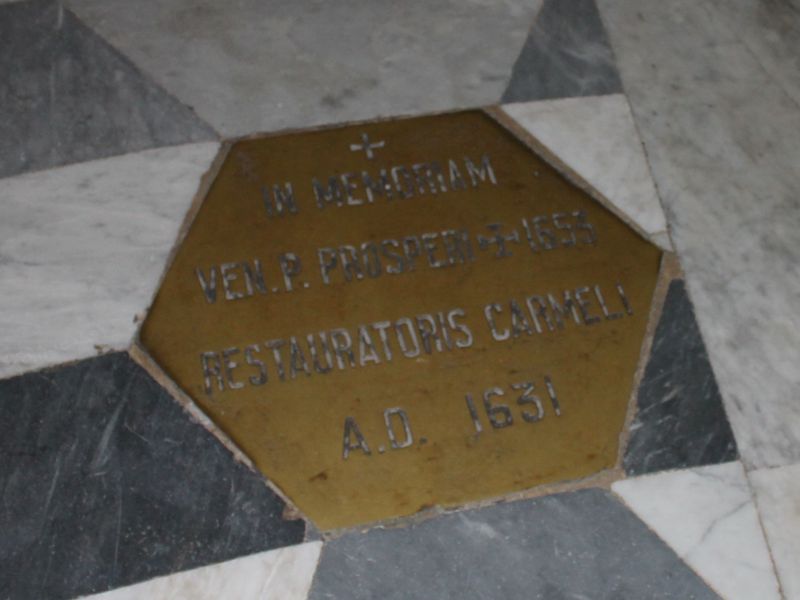 IN MEMORIAM
VEN. P. PROSPERI ✠ 1653
RESTAURATORIS CARMELI
A.D. 1631